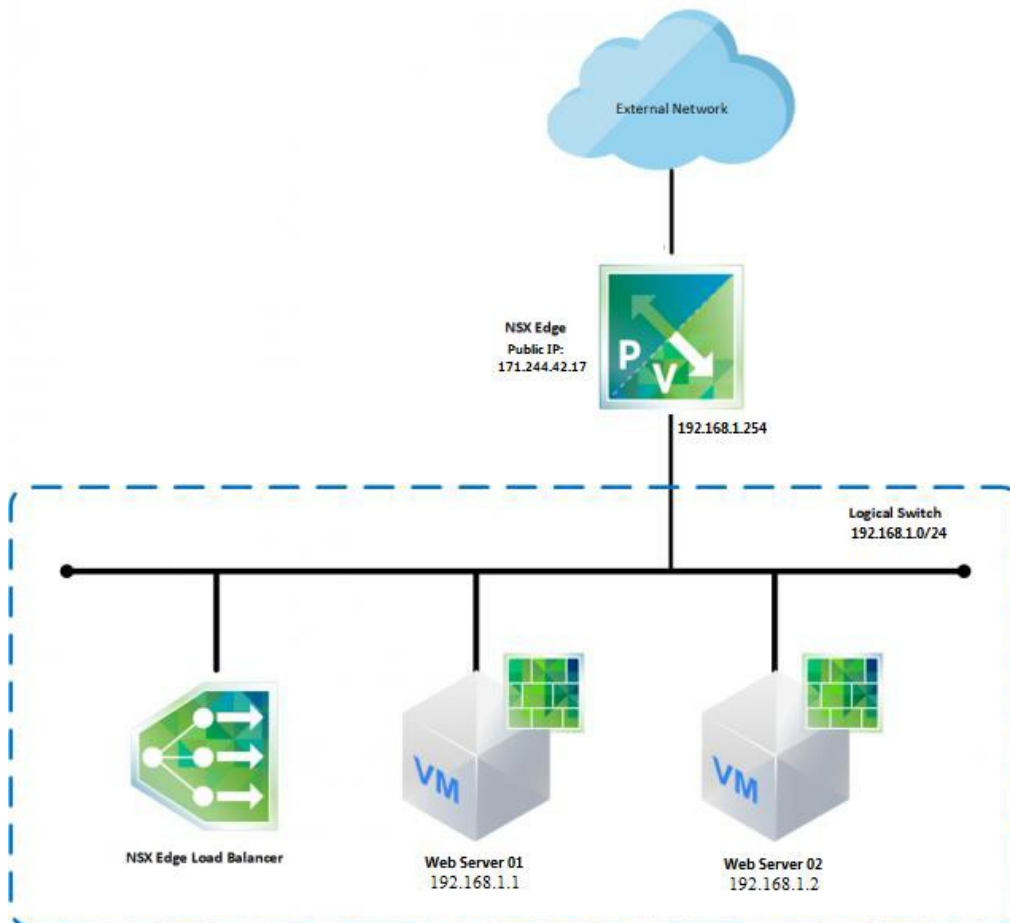 External Network
NSX Edge
Public IP:
171.244.42.17
P
V
192.168.1.254
Logical Switch
192.168.1.0/24
VM
VM
NSX Edge Load Balancer
Web Server 01
192.168.1.1
Web Server 02
192.168.1.2